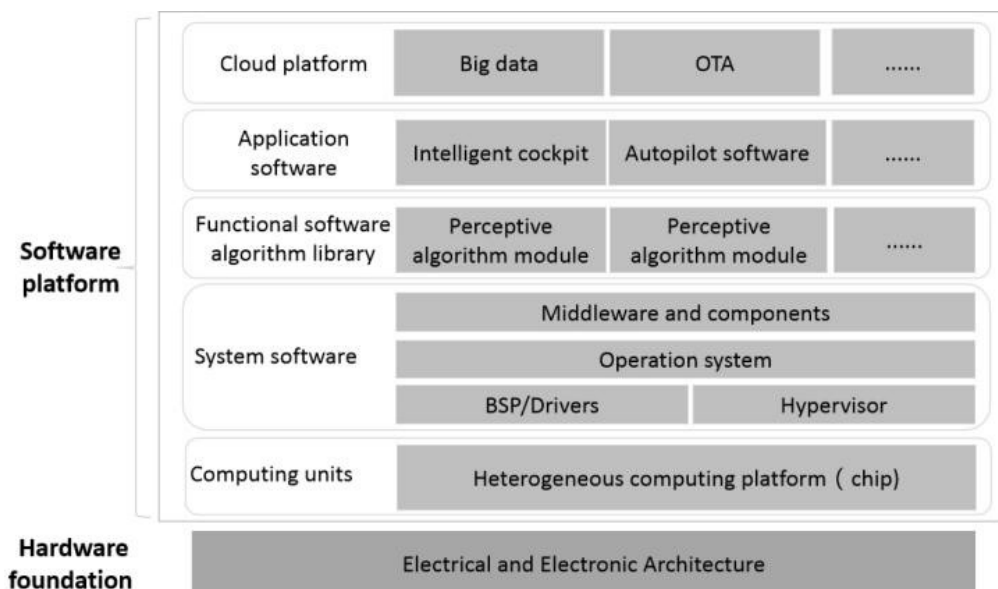 Software
platform
Cloud platform
Big data
OTA
......
Application
software
Intelligent cockpit
Autopilot software
......
Functional software
algorithm library
Perceptive
algorithm module
Perceptive
algorithm module
......
System software
Middleware and components
Operation system
BSP/Drivers
Hypervisor
Computing units
Heterogeneous computing platform ( chip)
Hardware
foundation
Electrical and Electronic Architecture